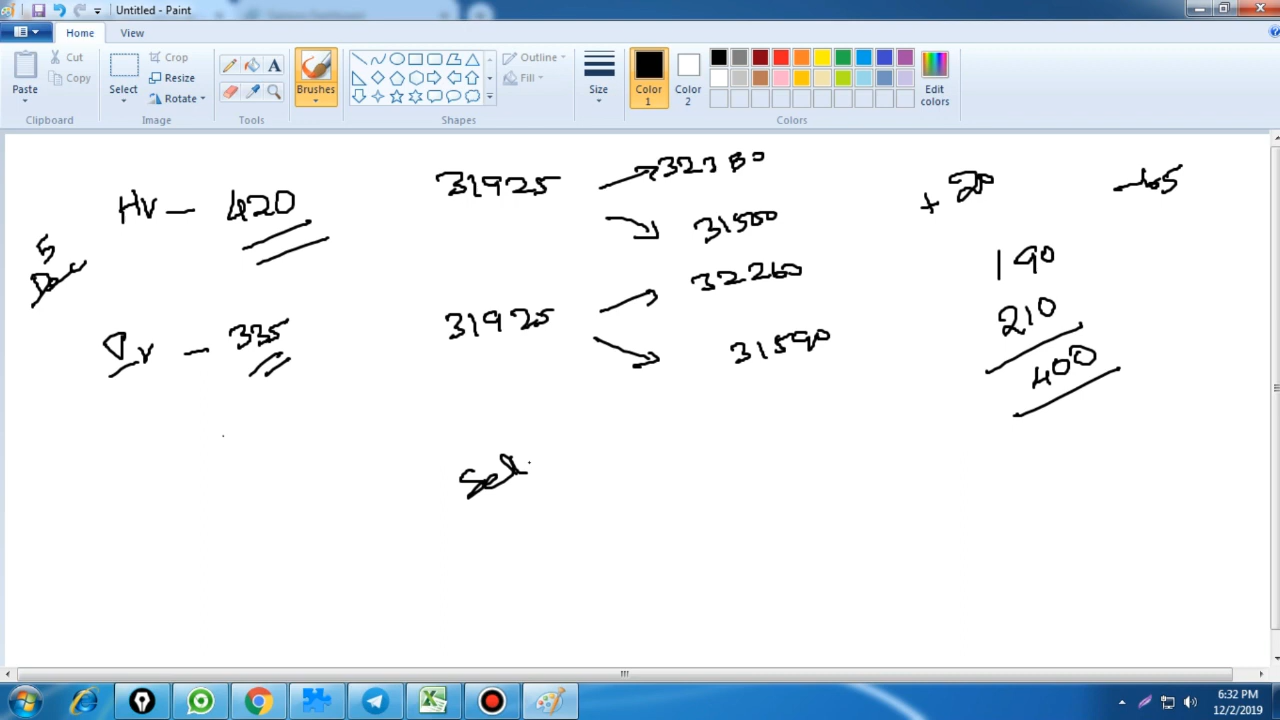 Untitled - Paint
Home
View
Paste
Cut
Copy
Clipboard
Select
Crop
Resize
Rotate
Image
A
Tools
Brushes
Shapes
Outline
Fill
Size
Color 1
Color 2
Edit colors
Colors
HV - 420
31925
31500
+ 20
5
Dec
V - 335
31925
32260
31590
190
210
400
6:32 PM
12/2/2019